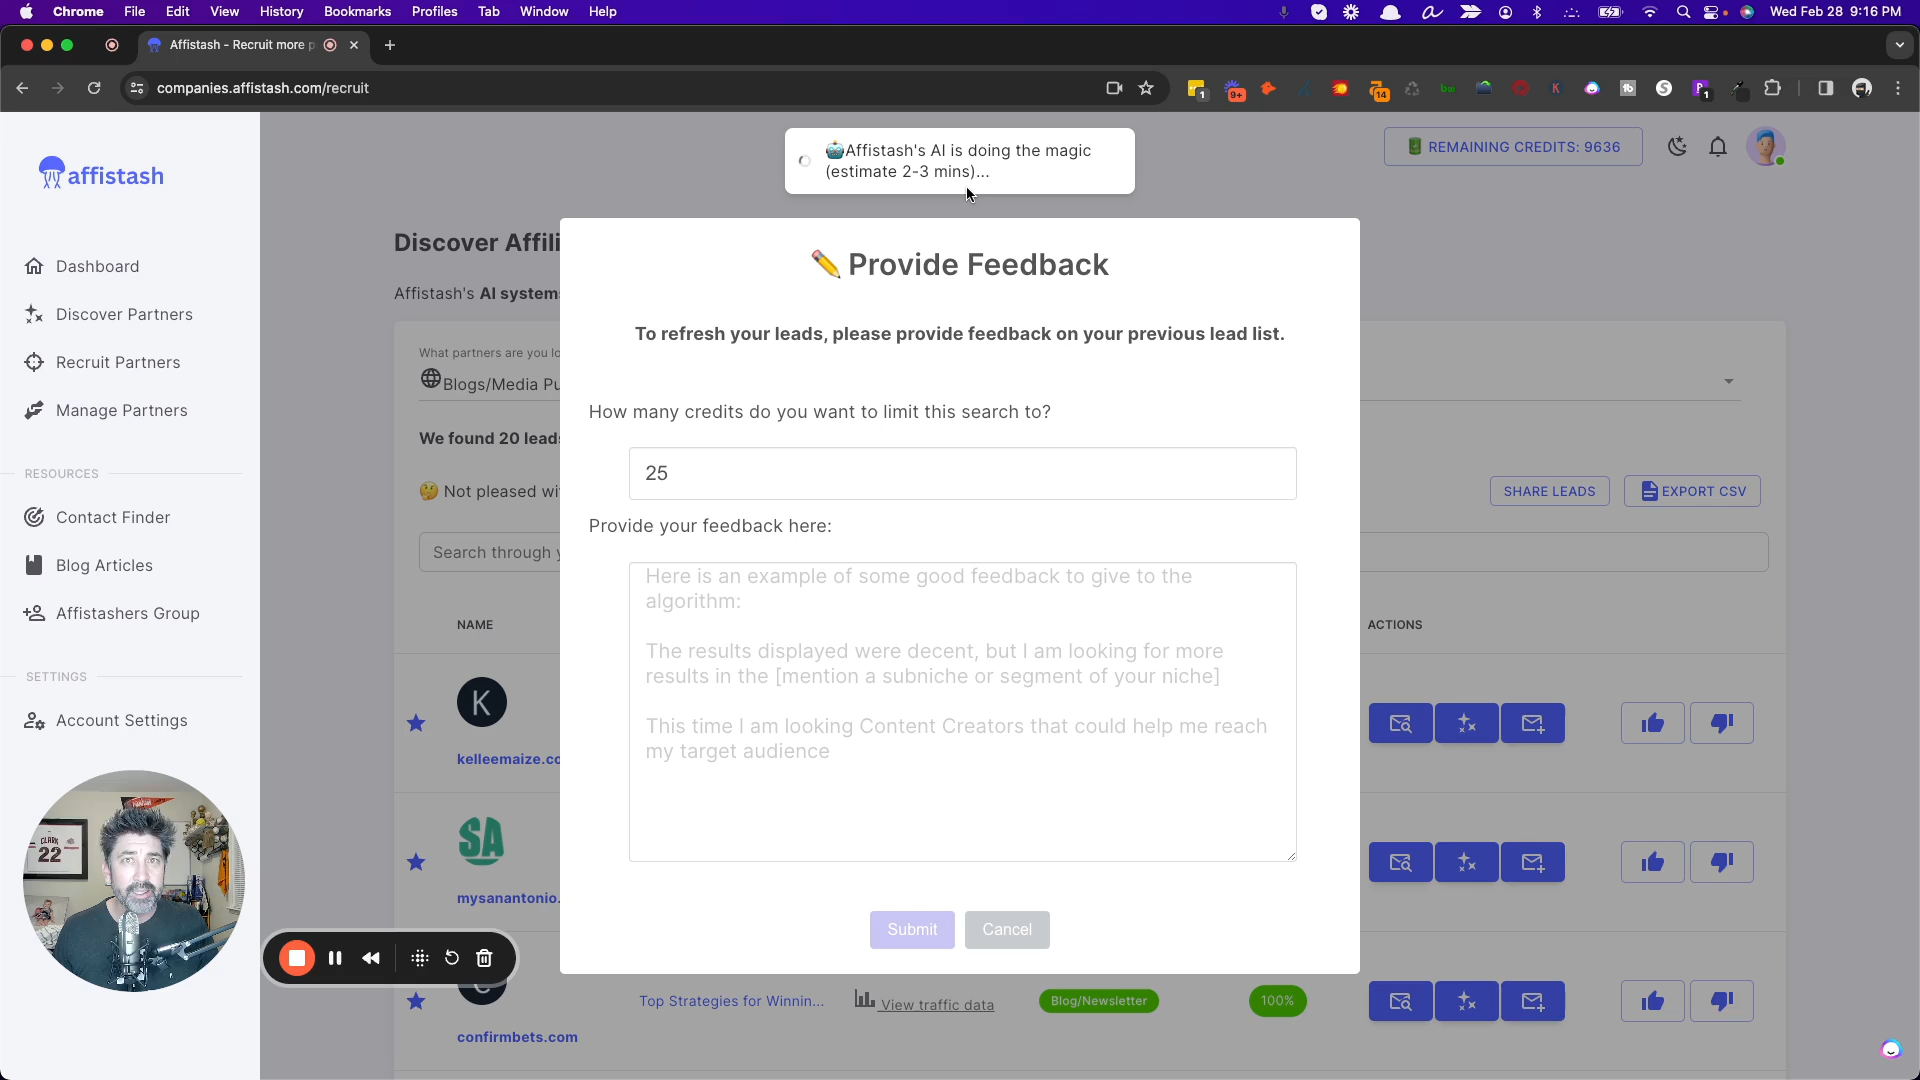 Chrome File Edit View History Bookmarks Profiles Tab Window Help
Wed Feb 28 9:16 PM
Affistash - Recruit more p
companies.affistash.com/recruit
1
9+
14
1
affistash
🤖Affistash's AI is doing the magic
(estimate 2-3 mins)...
REMAINING CREDITS: 9636
Dashboard
Discover Partners
Recruit Partners
Manage Partners
RESOURCES
Contact Finder
Blog Articles
Affistashers Group
SETTINGS
Account Settings
CLARK
22
Discover Affili
Affistash's AI system
What partners are you lo
Blogs/Media Pu
We found 20 lead
🤔 Not pleased wi
SHARE LEADS
EXPORT CSV
Search through y
NAME
ACTIONS
K
kelleemaize.co
SA
mysanantonio.
confirmbets.com
Top Strategies for Winnin...
View traffic data
Blog/Newsletter
100%
✏️ Provide Feedback
To refresh your leads, please provide feedback on your previous lead list.
How many credits do you want to limit this search to?
25
Provide your feedback here:
Here is an example of some good feedback to give to the
algorithm:
The results displayed were decent, but I am looking for more
results in the [mention a subniche or segment of your niche]
This time I am looking Content Creators that could help me reach
my target audience
Submit
Cancel